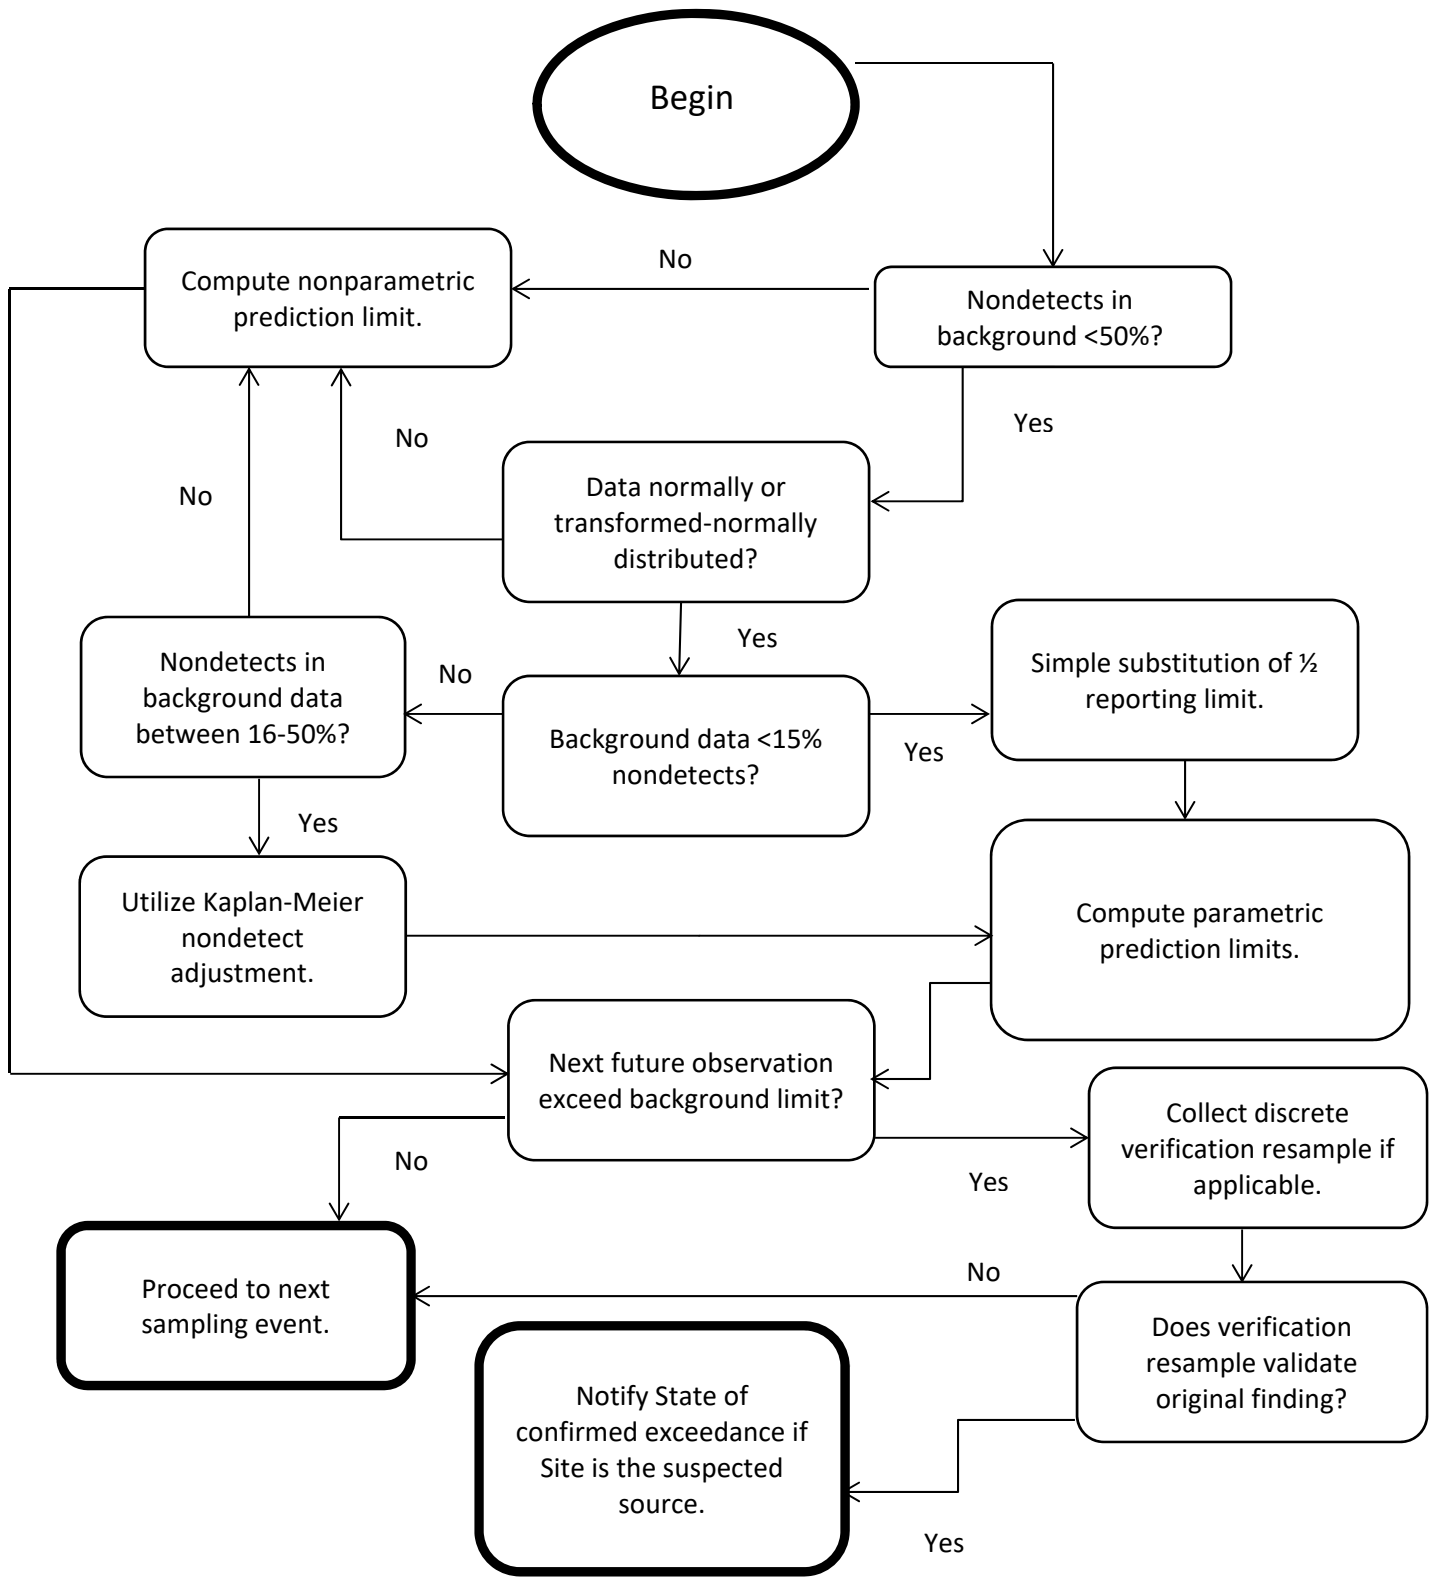 Begin
No
Compute nonparametric
prediction limit.
Nondetects in
background <50%?
Yes
No
Data normally or
transformed-normally
distributed?
No
Yes
Nondetects in
background data
between 16-50%?
No
Background data <15%
nondetects?
Yes
Simple substitution of ½
reporting limit.
Yes
Utilize Kaplan-Meier
nondetect
adjustment.
Compute parametric
prediction limits.
Next future observation
exceed background limit?
No
Yes
Collect discrete
verification resample if
applicable.
No
Proceed to next
sampling event.
Does verification
resample validate
original finding?
Notify State of
confirmed exceedance if
Site is the suspected
source.
Yes